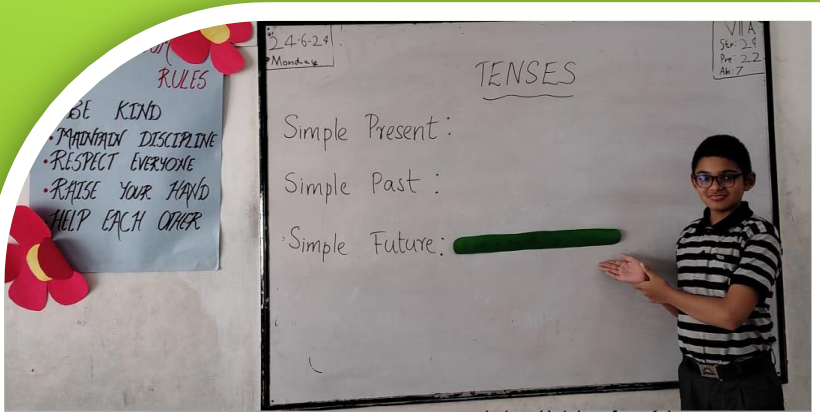 RULES
BE KIND
• MAINTAIN DISCIPLINE
• RESPECT EVERYONE
• RAISE YOUR HAND
HELP EACH OTHER
24-6-24
Monday
TENSES
Simple Present:
Simple Past :
Simple Future:
VII A
Str: 29
Pre: 22
Ab: 7